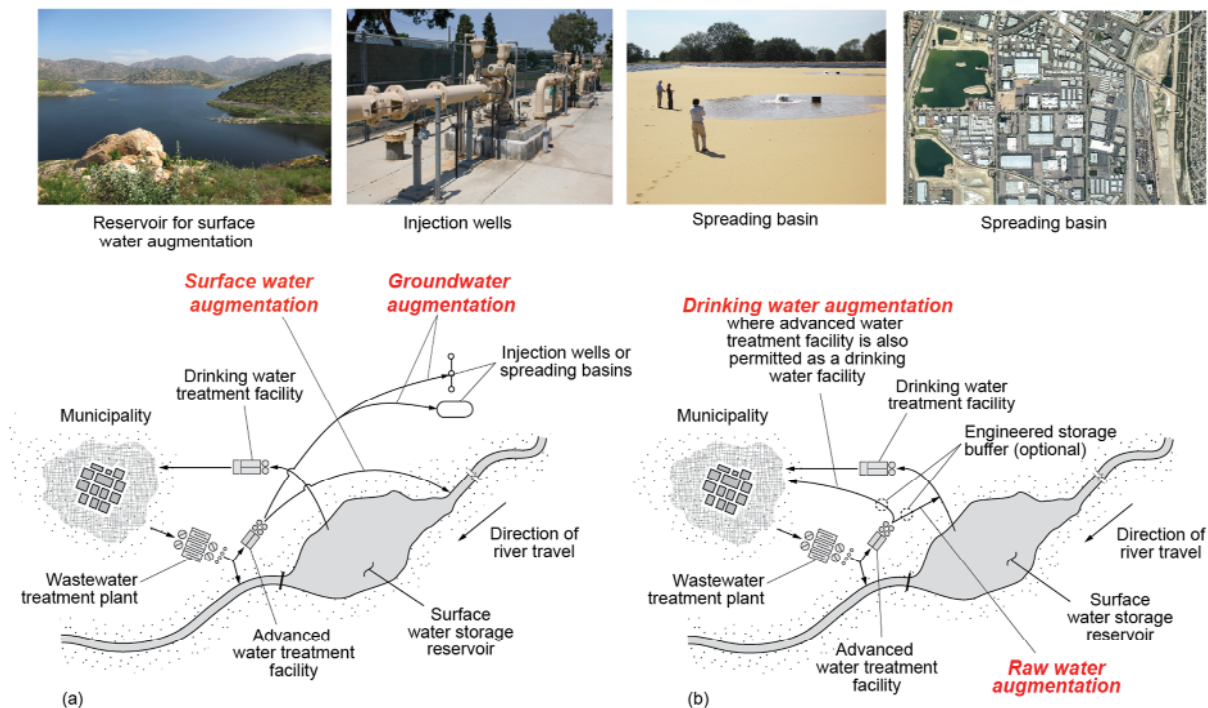 Reservoir for surface
water augmentation
Injection wells
Spreading basin
Spreading basin
Surface water
augmentation
Groundwater
augmentation
Injection wells or
spreading basins
Drinking water
treatment facility
Municipality
Direction of
river travel
Wastewater
treatment plant
Surface
water storage
reservoir
Advanced
water treatment
facility
(a)
Drinking water augmentation
where advanced water
treatment facility is also
permitted as a drinking
water facility
Drinking water
treatment facility
Municipality
Engineered storage
buffer (optional)
Direction of
river travel
Wastewater
treatment plant
Surface
water storage
reservoir
Advanced
water treatment
facility
Raw water
augmentation
(b)